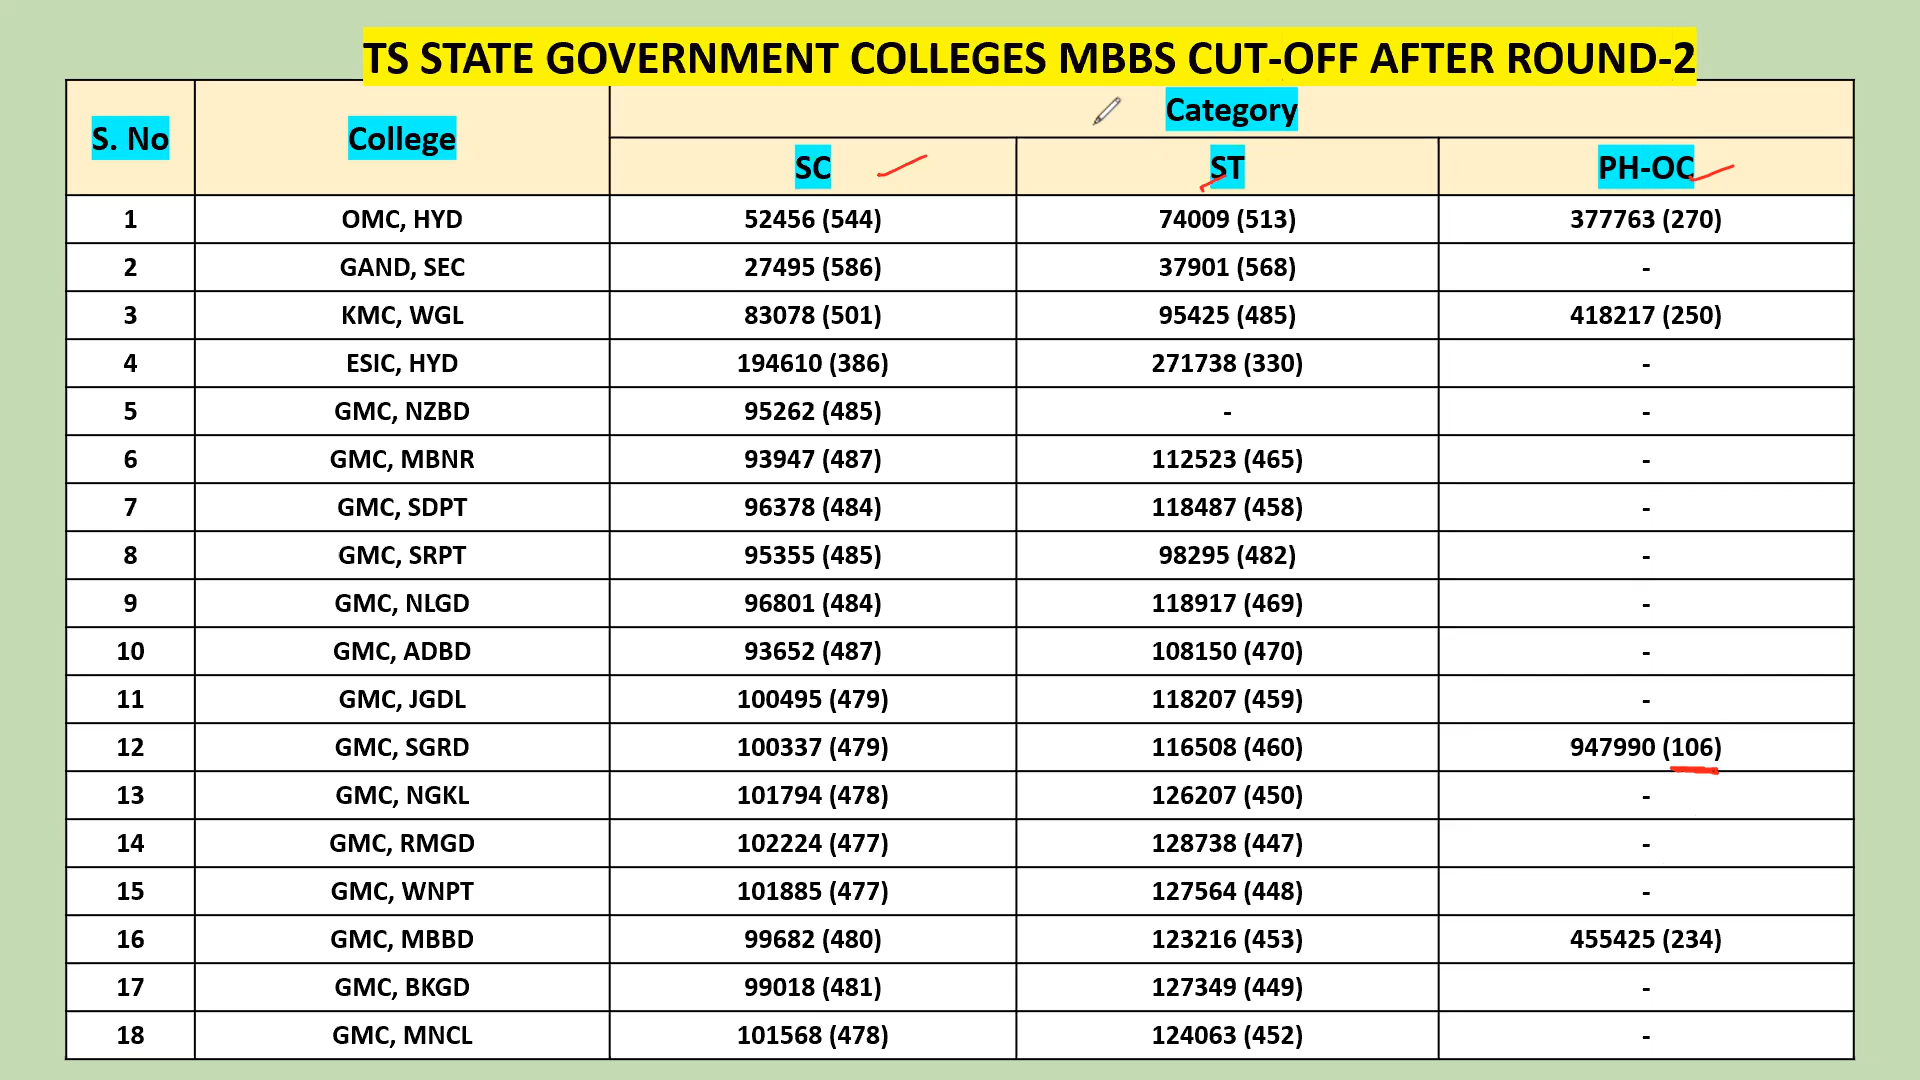 TS STATE GOVERNMENT COLLEGES MBBS CUT-OFF AFTER ROUND-2
S. No College Category
SC ST PH-OC
1 OMC, HYD 52456 (544) 74009 (513) 377763 (270)
2 GAND, SEC 27495 (586) 37901 (568) -
3 KMC, WGL 83078 (501) 95425 (485) 418217 (250)
4 ESIC, HYD 194610 (386) 271738 (330) -
5 GMC, NZBD 95262 (485) - -
6 GMC, MBNR 93947 (487) 112523 (465) -
7 GMC, SDPT 96378 (484) 118487 (458) -
8 GMC, SRPT 95355 (485) 98295 (482) -
9 GMC, NLGD 96801 (484) 118917 (469) -
10 GMC, ADBD 93652 (487) 108150 (470) -
11 GMC, JGDL 100495 (479) 118207 (459) -
12 GMC, SGRD 100337 (479) 116508 (460) 947990 (106)
13 GMC, NGKL 101794 (478) 126207 (450) -
14 GMC, RMGD 102224 (477) 128738 (447) -
15 GMC, WNPT 101885 (477) 127564 (448) -
16 GMC, MBBD 99682 (480) 123216 (453) 455425 (234)
17 GMC, BKGD 99018 (481) 127349 (449) -
18 GMC, MNCL 101568 (478) 124063 (452) -